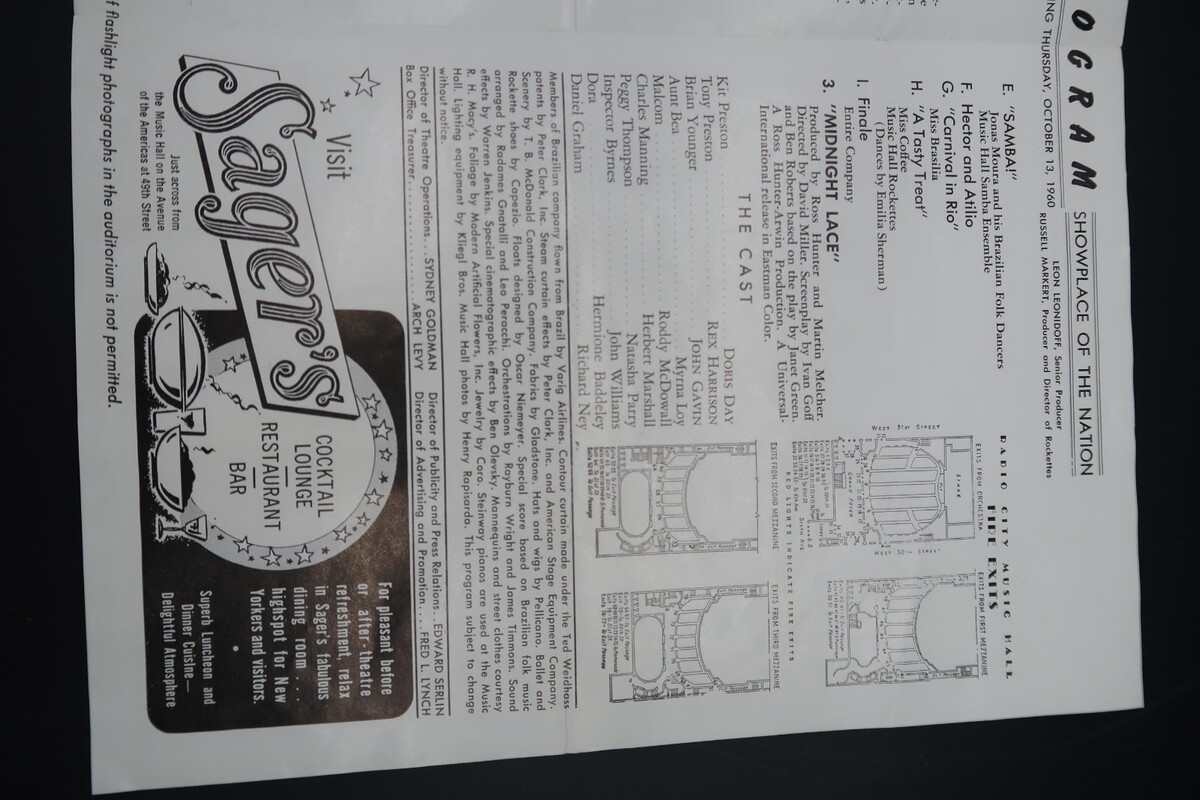 OGRAM
SHOWPLACE OF THE NATION
ING THURSDAY, OCTOBER 13, 1960
LEON LEONIDOFF, Senior Producer
RUSSELL MARKERT, Producer and Director of Rockettes
E. "SAMBA!"
Jonas Moura and his Brazilian Folk Dancers
Music Hall Samba Ensemble
F. Hector and Atilio
G. "Carnival in Rio"
Miss Brasilia
H. "A Tasty Treat"
Miss Coffee
Music Hall Rockettes
(Dances by Emilia Sherman)
I. Finale
Entire Company
3. "MIDNIGHT LACE"
Produced by Ross Hunter and Martin Melcher.
Directed by David Miller. Screenplay by Ivan Goff
and Ben Roberts based on the play by Janet Green.
A Ross Hunter-Arwin Production. A Universal-
International release in Eastman Color.
THE CAST
Kit Preston DORIS DAY
Tony Preston REX HARRISON
Brian Younger JOHN GAVIN
Aunt Bea Myrna Loy
Malcom Roddy McDowall
Charles Manning Herbert Marshall
Peggy Thompson Natasha Parry
Inspector Byrnes John Williams
Dora Hermione Baddeley
Daniel Graham Richard Ney
RADIO CITY MUSIC HALL
FIRE EXITS
EXITS FROM ORCHESTRA
EXITS FROM FIRST MEZZANINE
WEST 51st STREET
STAGE
GRAND FOYER
WEST 50th STREET
RED LIGHTS INDICATE FIRE EXITS
EXITS FROM SECOND MEZZANINE
EXITS FROM THIRD MEZZANINE
Members of Brazilian company flown from Brazil by Varig Airlines. Contour curtain made under the Ted Weidhass
patents by Peter Clark, Inc. Steam curtain effects by Peter Clark, Inc. and American Stage Equipment Company.
Scenery by T. B. McDonald Construction Company. Fabrics by Gladstone. Hats and wigs by Pellicano. Ballet and
Rockette shoes by Capezio. Floats designed by Oscar Niemeyer. Special score based on Brazilian folk music
arranged by Radames Gnatalli and Leo Peracchi. Orchestrations by Rayburn Wright and James Timmons. Sound
effects by Warren Jenkins. Special cinematographic effects by Ben Olevsky. Mannequins and street clothes courtesy
R. H. Macy's. Foliage by Modern Artificial Flowers, Inc. Jewelry by Coro. Steinway pianos are used at the Music
Hall. Lighting equipment by Kliegl Bros. Music Hall photos by Henry Rapisarda. This program subject to change
without notice.
Director of Theatre Operations... SYDNEY GOLDMAN Director of Publicity and Press Relations..EDWARD SERLIN
Box Office Treasurer............ARCH LEVY Director of Advertising and Promotion....FRED L. LYNCH
Visit
Sager's
Just across from
the Music Hall on the Avenue
of the Americas at 49th Street
COCKTAIL
LOUNGE
RESTAURANT
BAR
For pleasant before
or after-theatre
refreshment, relax
in Sager's fabulous
dining room ....
highspot for New
Yorkers and visitors.
Superb Luncheon and
Dinner Cuisine—
Delightful Atmosphere
f flashlight photographs in the auditorium is not permitted.